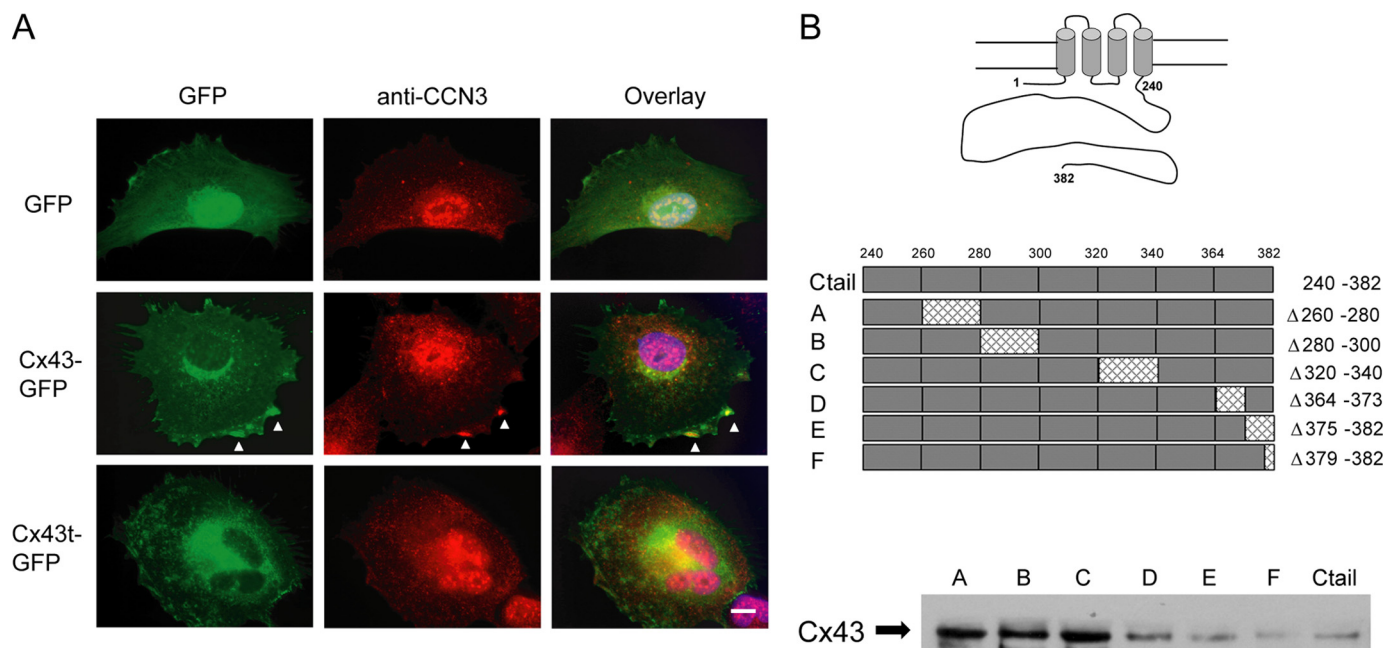 A
GFP anti-CCN3 Overlay
GFP
Cx43-
GFP
Cx43t-
GFP
B
1
240
382
240 260 280 300 320 340 364 382
Ctail 240 -382
A Δ260 -280
B Δ280 -300
C Δ320 -340
D Δ364 -373
E Δ375 -382
F Δ379 -382
A B C D E F Ctail
Cx43